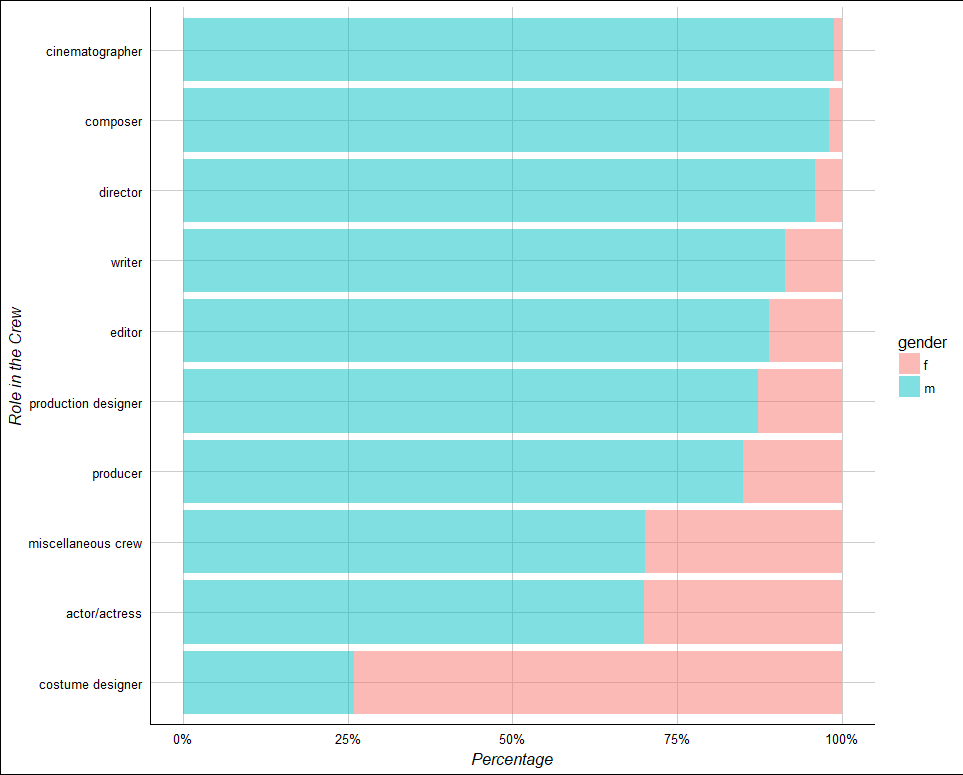 cinematographer
composer
director
writer
editor
production designer
producer
miscellaneous crew
actor/actress
costume designer
Role in the Crew
0% 25% 50% 75% 100%
Percentage
gender
f
m